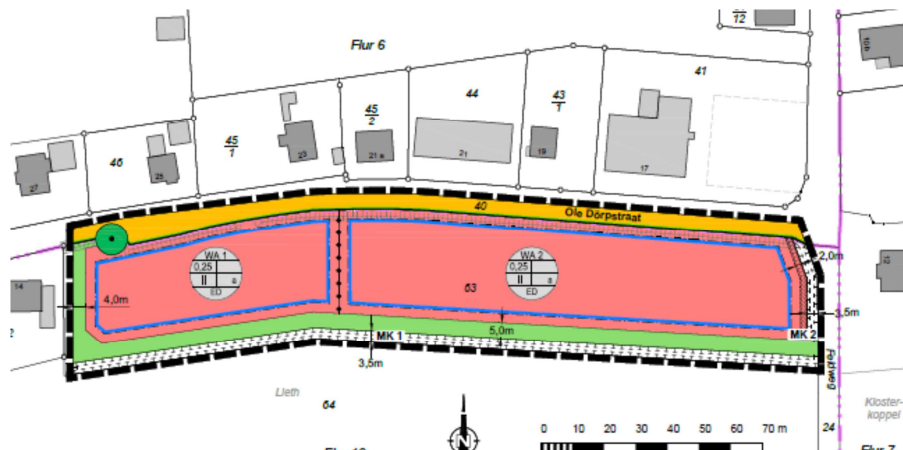 12
Flur 6
10 b
41
44
43
1
45
2
45
1
46
23
21 a
21
19
17
27
25
40
Ole Dörpstraat
WA 1
0,25
II
a
ED
WA 2
0,25
II
a
ED
63
12
2,0m
14
4,0m
3,5m
5,0m
MK 1
MK 2
3,5m
Feldweg
Lieth
64
Kloster-
koppel
24
N
0 10 20 30 40 50 60 70 m
Flur 7